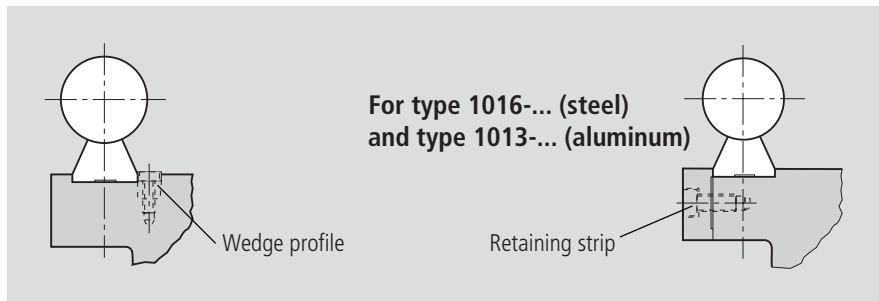 For type 1016-... (steel)
and type 1013-... (aluminum)
Wedge profile
Retaining strip